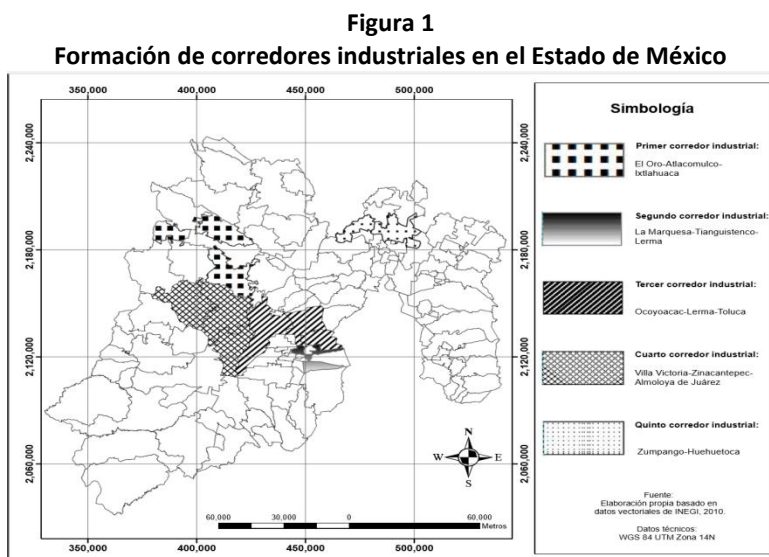 Figura 1
Formación de corredores industriales en el Estado de México
350,000 400,000 450,000 500,000
2,240,000 2,240,000
2,180,000 2,180,000
2,120,000 2,120,000
2,060,000 2,060,000
N
W E
S
60,000 30,000 0 60,000
Metros
350,000 400,000 450,000 500,000
Simbología
Primer corredor industrial:
El Oro-Atlacomulco-
Ixtlahuaca
Segundo corredor industrial:
La Marquesa-Tianguistenco-
Lerma
Tercer corredor industrial:
Ocoyoacac-Lerma-Toluca
Cuarto corredor industrial:
Villa Victoria-Zinacantepec-
Almoloya de Juárez
Quinto corredor industrial:
Zumpango-Huehuetoca
Fuente:
Elaboración propia basado en
datos vectoriales de INEGI, 2010.
Datos técnicos:
WGS 84 UTM Zona 14N